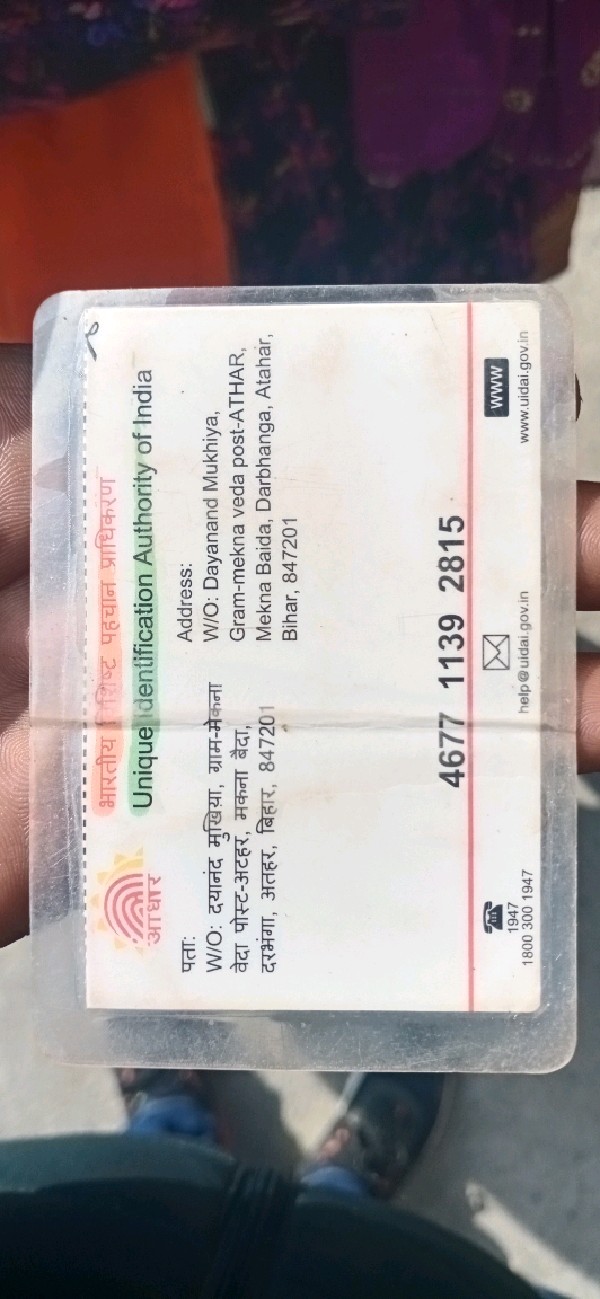 भारतीय विशिष्ट पहचान प्राधिकरण
Unique Identification Authority of India
आधार
पता:
W/O: दयानंद मुखिया, ग्राम-मेकना
वेदा पोस्ट-अटहर, मकना बैदा,
दरभंगा, अतहर, बिहार, 847201
Address:
W/O: Dayanand Mukhiya,
Gram-mekna veda post-ATHAR,
Mekna Baida, Darbhanga, Atahar,
Bihar, 847201
4677 1139 2815
1947
1800 300 1947
help@uidai.gov.in
WWW
www.uidai.gov.in